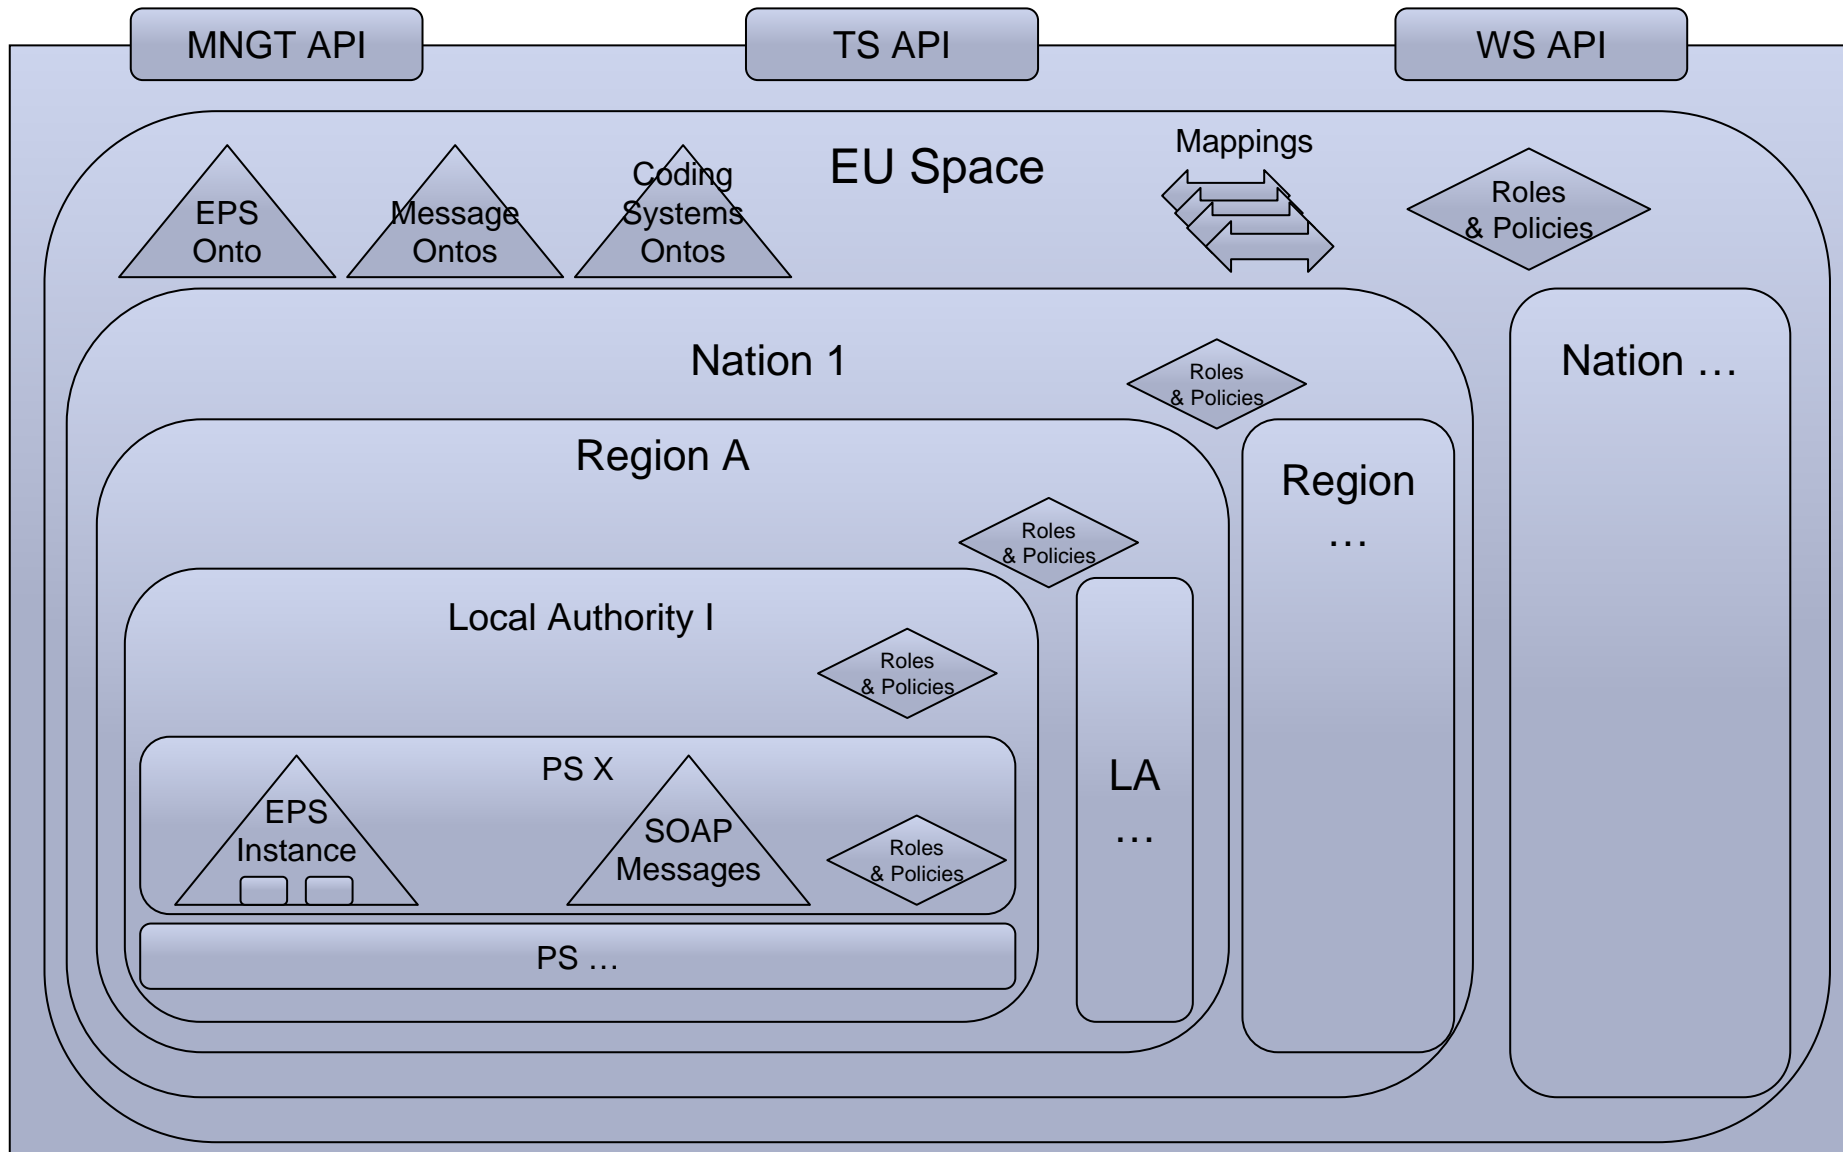 MNGT API
TS API
WS API
EU Space
Mappings
EPS
Onto
Message
Ontos
Coding
Systems
Ontos
Roles
& Policies
Nation 1
Roles
& Policies
Nation …
Region A
Region
…
Roles
& Policies
Local Authority I
Roles
& Policies
LA
…
PS X
EPS
Instance
SOAP
Messages
Roles
& Policies
PS …